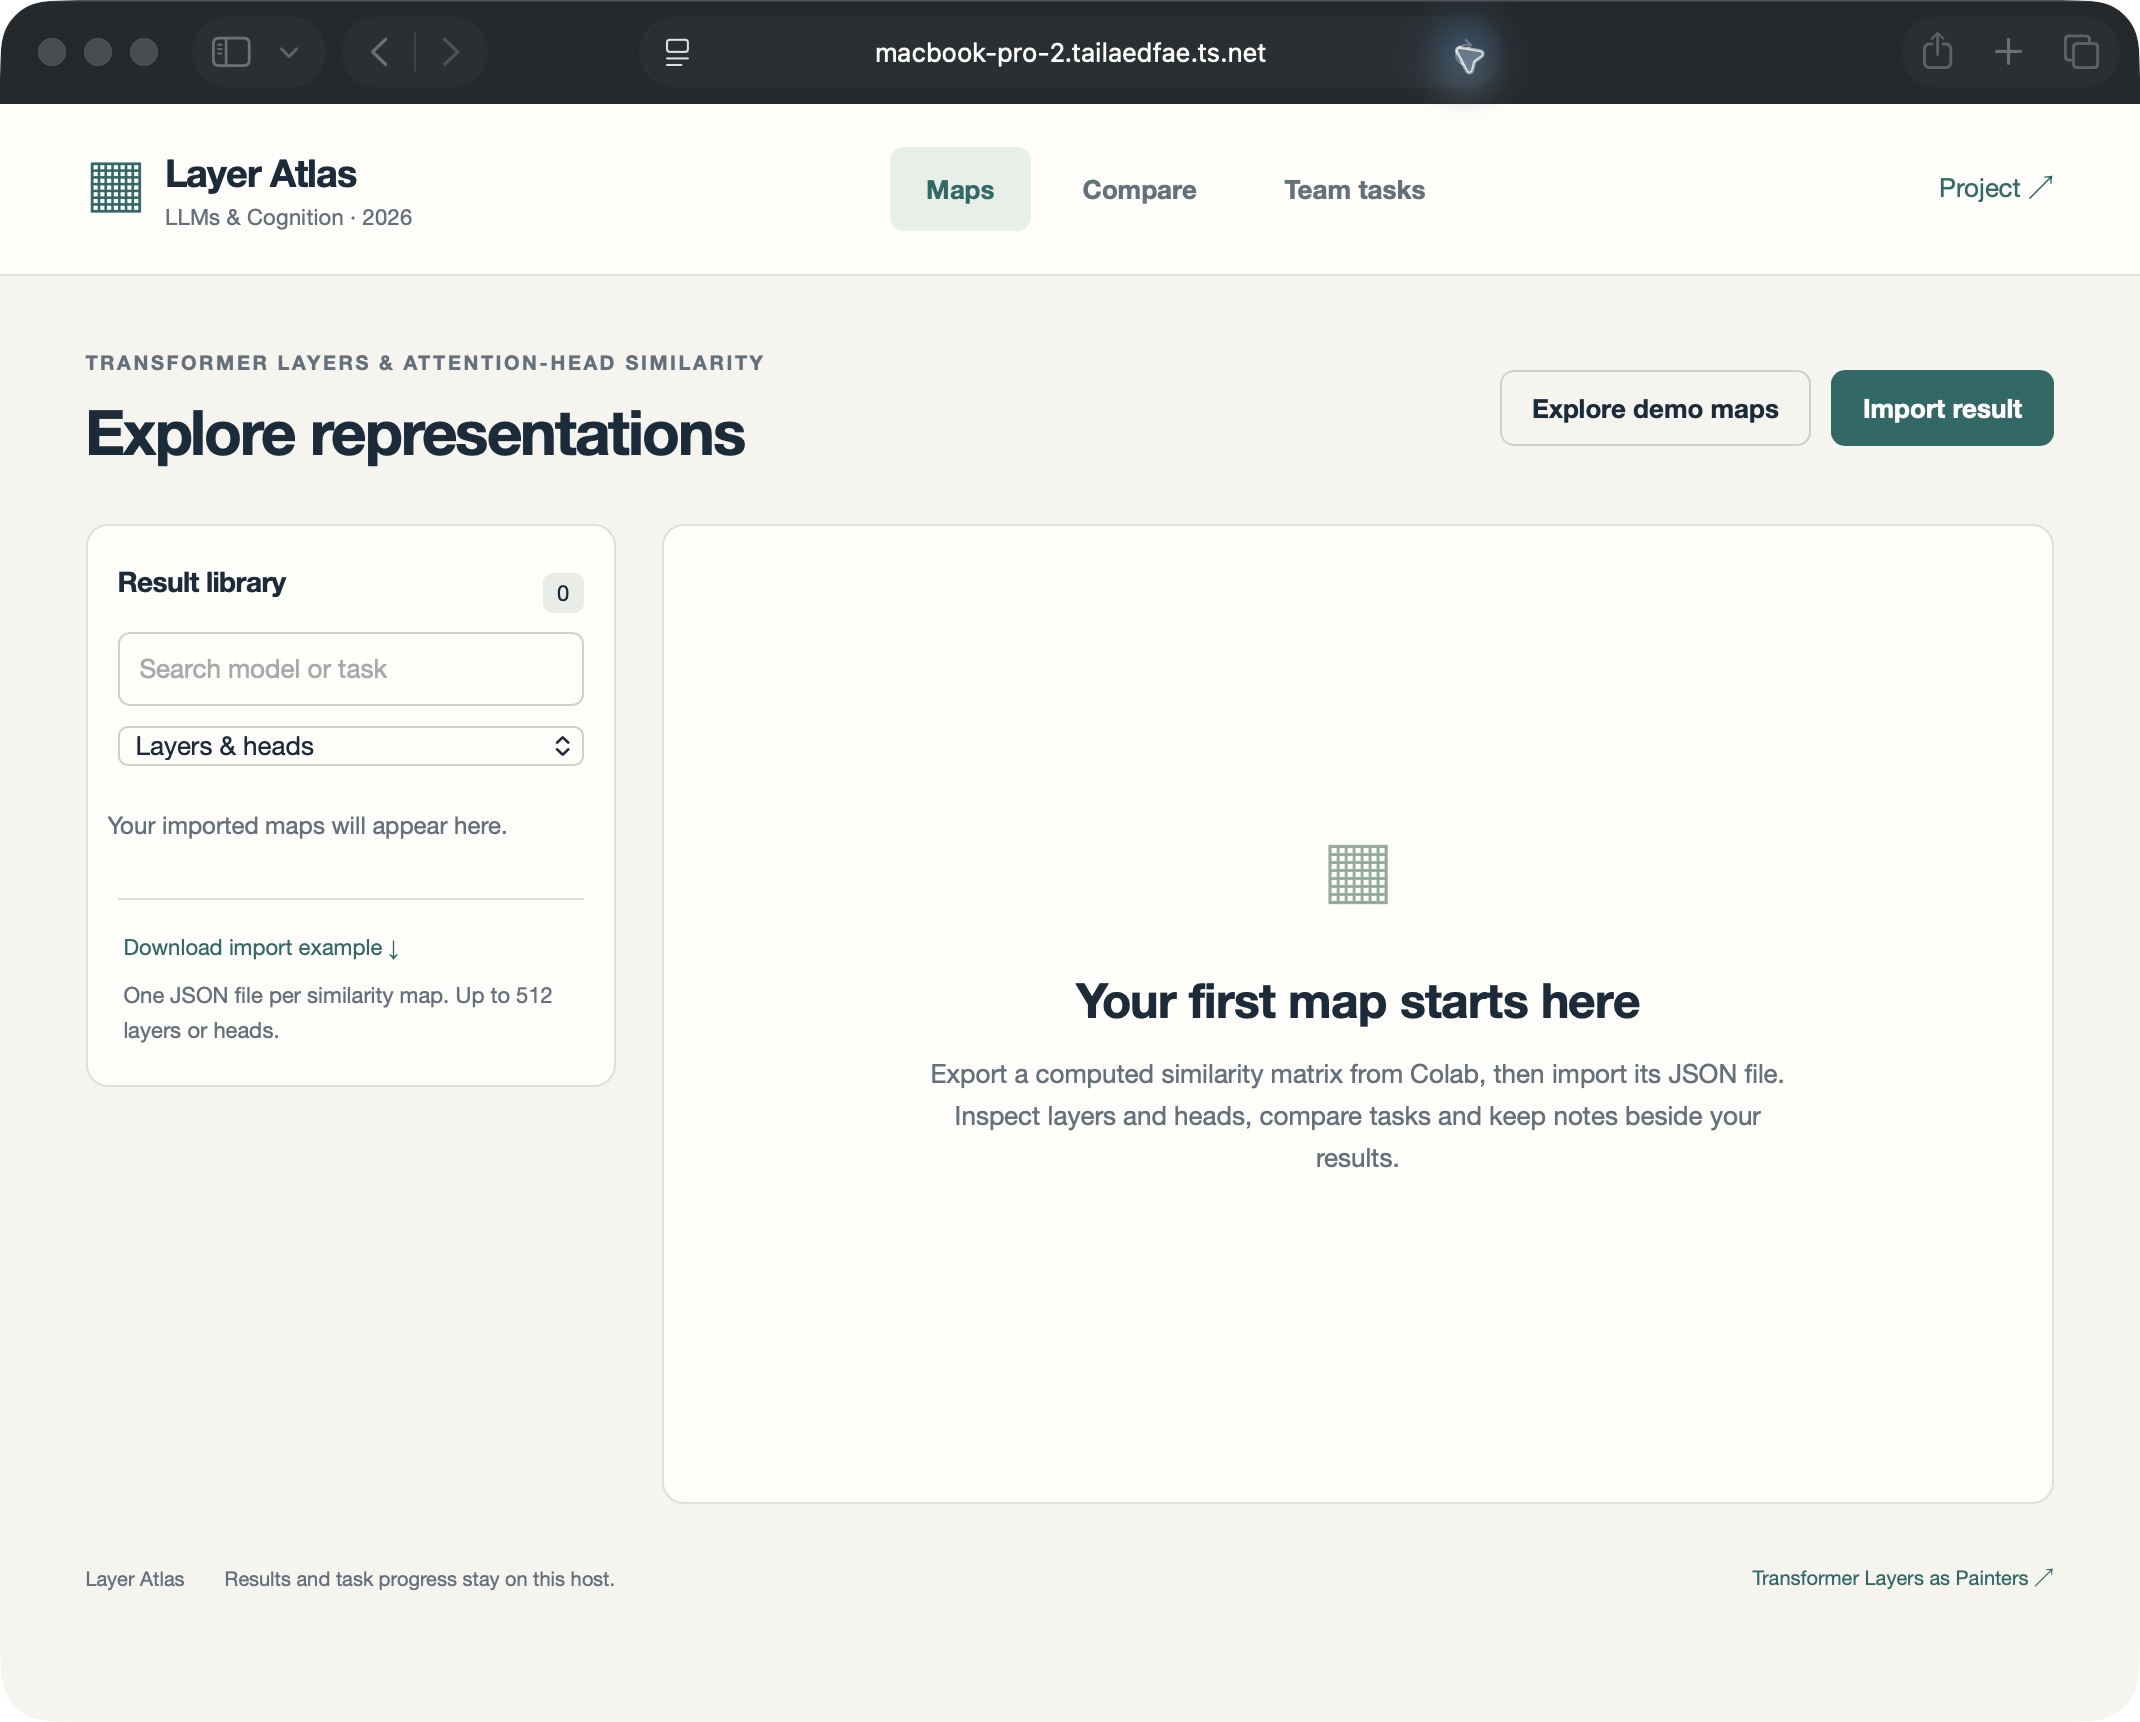 macbook-pro-2.tailaedfae.ts.net
Layer Atlas
LLMs & Cognition · 2026
Maps
Compare
Team tasks
Project ↗
TRANSFORMER LAYERS & ATTENTION-HEAD SIMILARITY
Explore representations
Explore demo maps
Import result
Result library
0
Search model or task
Layers & heads
Your imported maps will appear here.
Download import example ↓
One JSON file per similarity map. Up to 512
layers or heads.
Your first map starts here
Export a computed similarity matrix from Colab, then import its JSON file.
Inspect layers and heads, compare tasks and keep notes beside your
results.
Layer Atlas
Results and task progress stay on this host.
Transformer Layers as Painters ↗